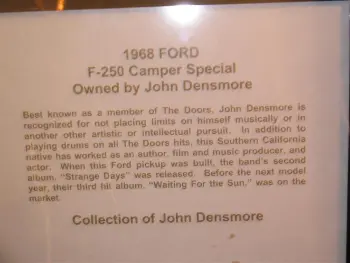 1968 FORD
F-250 Camper Special
Owned by John Densmore
Best known as a member of The Doors, John Densmore is
recognized for not placing limits on himself musically or in
another other artistic or intellectual pursuit. In addition to
playing drums on all The Doors hits, this Southern California
native has worked as an author, film and music producer, and
actor. When this Ford pickup was built, the band's second
album, "Strange Days" was released. Before the next model
year, their third hit album, "Waiting For the Sun," was on the
market.
Collection of John Densmore